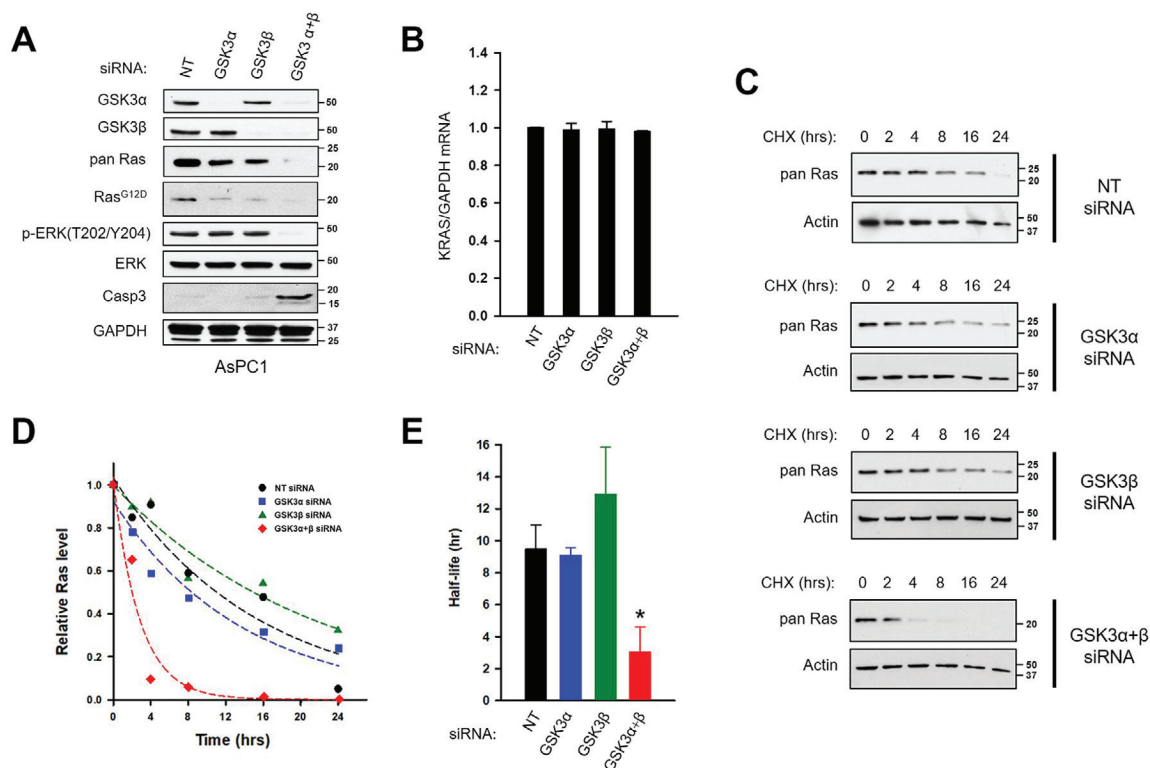 A
siRNA:
NT
GSK3α
GSK3β
GSK3 α+β
GSK3α
50
GSK3β
50
pan Ras
25
20
RasG12D
20
p-ERK(T202/Y204)
50
ERK
50
Casp3
20
15
GAPDH
37
25
AsPC1
B
KRAS/GAPDH mRNA
1.4
1.2
1.0
0.8
0.6
0.4
0.2
0.0
siRNA:
NT
GSK3α
GSK3β
GSK3α+β
C
CHX (hrs): 0 2 4 8 16 24
pan Ras
25
20
Actin
50
37
NT
siRNA
CHX (hrs): 0 2 4 8 16 24
pan Ras
25
20
Actin
50
37
GSK3α
siRNA
CHX (hrs): 0 2 4 8 16 24
pan Ras
25
20
Actin
50
37
GSK3β
siRNA
CHX (hrs): 0 2 4 8 16 24
pan Ras
20
Actin
50
37
GSK3α+β
siRNA
D
Relative Ras level
1.0
0.8
0.6
0.4
0.2
0.0
NT siRNA
GSK3α siRNA
GSK3β siRNA
GSK3α+β siRNA
0 4 8 12 16 20 24
Time (hrs)
E
Half-life (hr)
16
14
12
10
8
6
4
2
0
*
siRNA:
NT
GSK3α
GSK3β
GSK3α+β